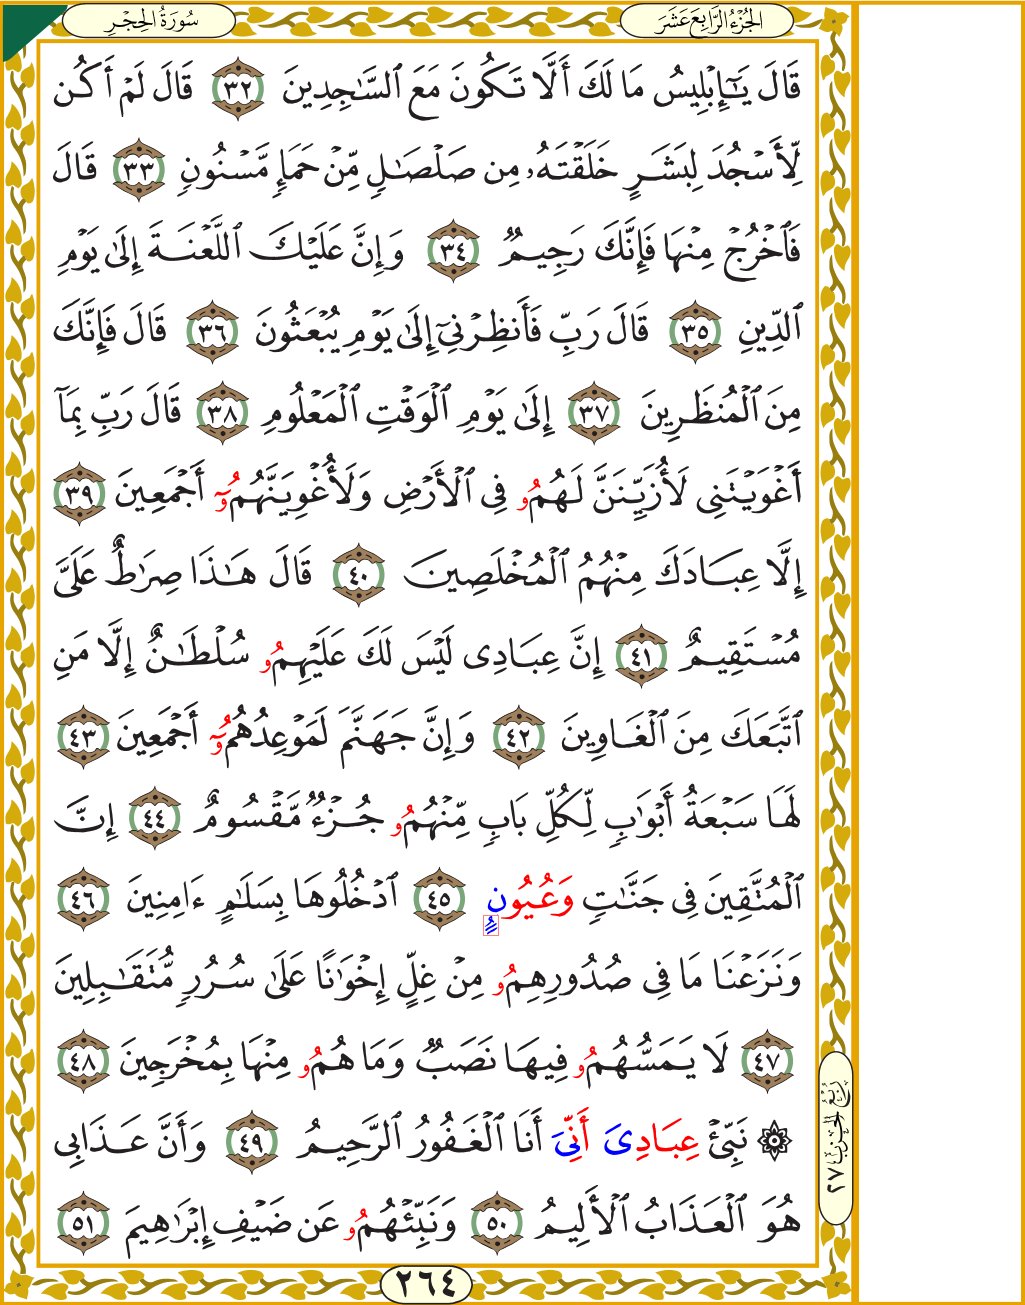 الجُزْءُ الرَّابِعَ عَشَرَ
سُورَةُ الحِجْرِ
قَالَ يَـٰٓإِبْلِيسُ مَا لَكَ أَلَّا تَكُونَ مَعَ ٱلسَّـٰجِدِينَ ٣٢ قَالَ لَمْ أَكُن
لِّأَسْجُدَ لِبَشَرٍ خَلَقْتَهُۥ مِن صَلْصَـٰلٍ مِّنْ حَمَإٍ مَّسْنُونٍ ٣٣ قَالَ
فَٱخْرُجْ مِنْهَا فَإِنَّكَ رَجِيمٌ ٣٤ وَإِنَّ عَلَيْكَ ٱللَّعْنَةَ إِلَىٰ يَوْمِ
ٱلدِّينِ ٣٥ قَالَ رَبِّ فَأَنظِرْنِىٓ إِلَىٰ يَوْمِ يُبْعَثُونَ ٣٦ قَالَ فَإِنَّكَ
مِنَ ٱلْمُنظَرِينَ ٣٧ إِلَىٰ يَوْمِ ٱلْوَقْتِ ٱلْمَعْلُومِ ٣٨ قَالَ رَبِّ بِمَآ
أَغْوَيْتَنِى لَأُزَيِّنَنَّ لَهُمُۥ فِى ٱلْأَرْضِ وَلَأُغْوِيَنَّهُمُۥٓ أَجْمَعِينَ ٣٩
إِلَّا عِبَادَكَ مِنْهُمُ ٱلْمُخْلَصِينَ ٤٠ قَالَ هَـٰذَا صِرَٰطٌ عَلَىَّ
مُسْتَقِيمٌ ٤١ إِنَّ عِبَادِى لَيْسَ لَكَ عَلَيْهِمُۥ سُلْطَـٰنٌ إِلَّا مَنِ
ٱتَّبَعَكَ مِنَ ٱلْغَاوِينَ ٤٢ وَإِنَّ جَهَنَّمَ لَمَوْعِدُهُمُۥٓ أَجْمَعِينَ ٤٣
لَهَا سَبْعَةُ أَبْوَٰبٍ لِّكُلِّ بَابٍ مِّنْهُمُۥ جُزْءٌ مَّقْسُومٌ ٤٤ إِنَّ
ٱلْمُتَّقِينَ فِى جَنَّـٰتٍ وَعُيُونٍ ٤٥ ٱدْخُلُوهَا بِسَلَـٰمٍ ءَامِنِينَ ٤٦
وَنَزَعْنَا مَا فِى صُدُورِهِمُۥ مِنْ غِلٍّ إِخْوَٰنًا عَلَىٰ سُرُرٍ مُّتَقَـٰبِلِينَ
٤٧ لَا يَمَسُّهُمُۥ فِيهَا نَصَبٌ وَمَا هُمُۥ مِنْهَا بِمُخْرَجِينَ ٤٨
۞ نَبِّئْ عِبَادِىَ أَنِّىَ أَنَا ٱلْغَفُورُ ٱلرَّحِيمُ ٤٩ وَأَنَّ عَذَابِى
هُوَ ٱلْعَذَابُ ٱلْأَلِيمُ ٥٠ وَنَبِّئْهُمُۥ عَن ضَيْفِ إِبْرَٰهِيمَ ٥١
رُبْعُ الحِزْبِ ٢٧
٢٦٤